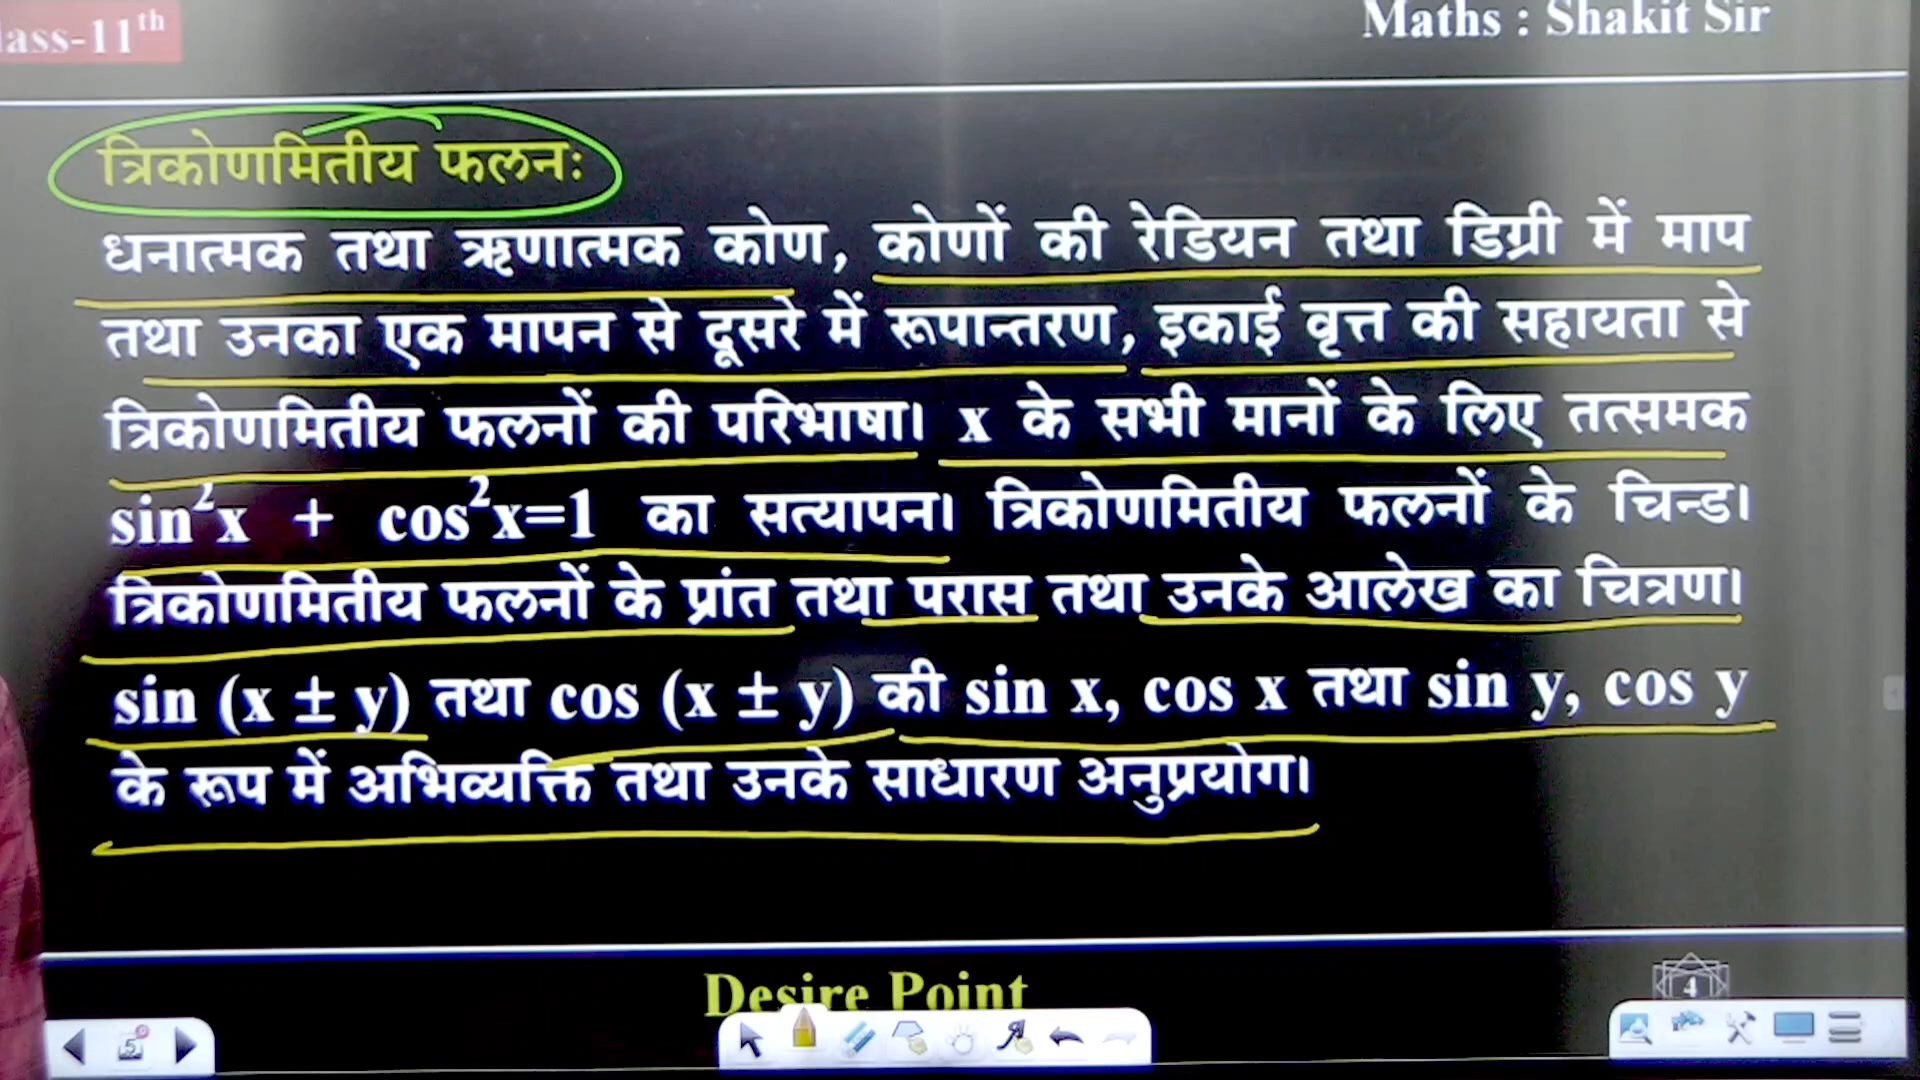 lass-11th
Maths : Shakit Sir
त्रिकोणमितीय फलनः
धनात्मक तथा ऋणात्मक कोण, कोणों की रेडियन तथा डिग्री में माप
तथा उनका एक मापन से दूसरे में रूपान्तरण, इकाई वृत्त की सहायता से
त्रिकोणमितीय फलनों की परिभाषा। x के सभी मानों के लिए तत्समक
sin²x + cos²x=1 का सत्यापन। त्रिकोणमितीय फलनों के चिन्ड।
त्रिकोणमितीय फलनों के प्रांत तथा परास तथा उनके आलेख का चित्रण।
sin (x ± y) तथा cos (x ± y) की sin x, cos x तथा sin y, cos y
के रूप में अभिव्यक्ति तथा उनके साधारण अनुप्रयोग।
Desire Point
4
5